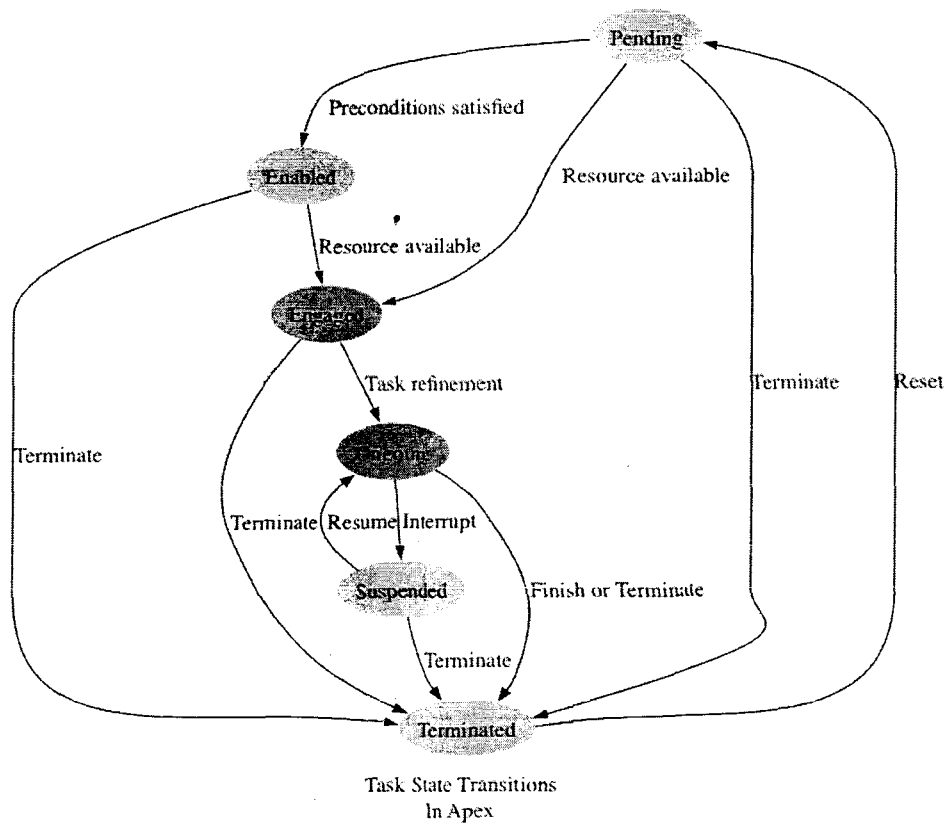 Pending
Preconditions satisfied
Enabled
Resource available
Resource available
Engaged
Task refinement
Terminate
Reset
Terminate
Terminate
Resume
Interrupt
Suspended
Finish or Terminate
Terminate
Terminated
Task State Transitions
In Apex